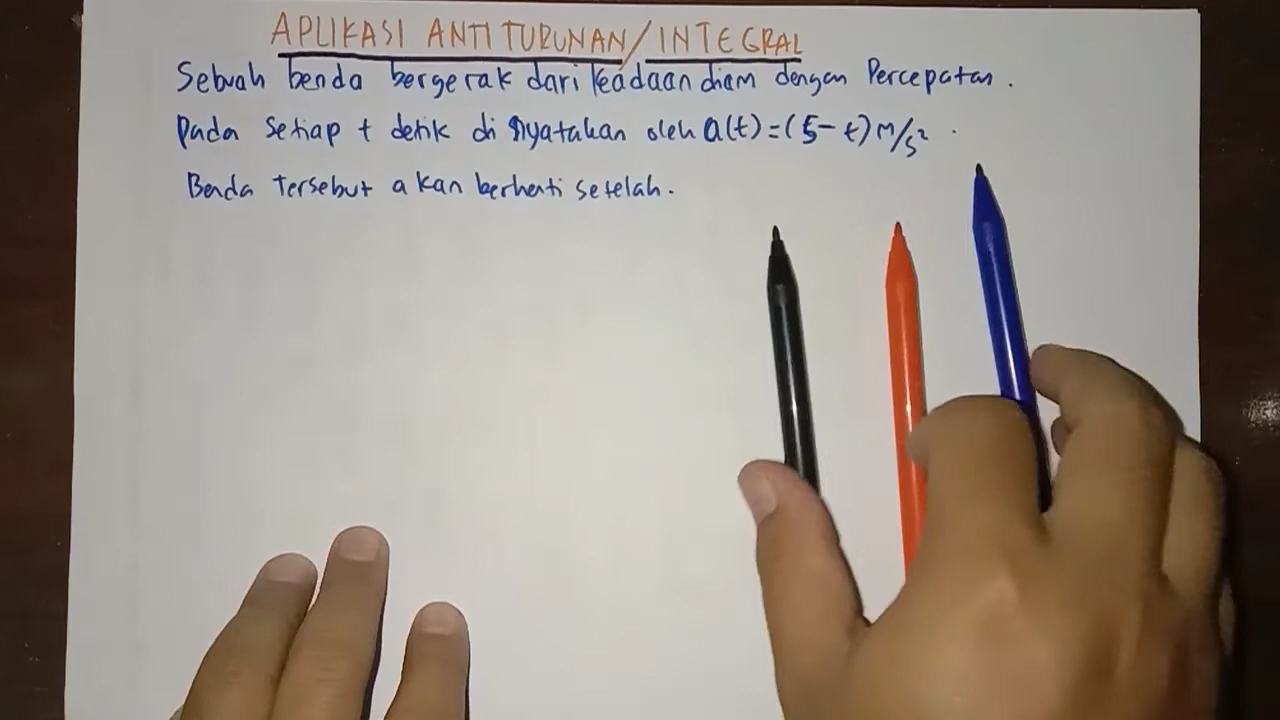 APLIKASI ANTI TURUNAN/INTEGRAL
Sebuah benda bergerak dari keadaan diam dengan Percepatan.
Pada Setiap t detik di nyatakan oleh a(t)=(5-t)m/s²
Benda Tersebut akan berhenti setelah.